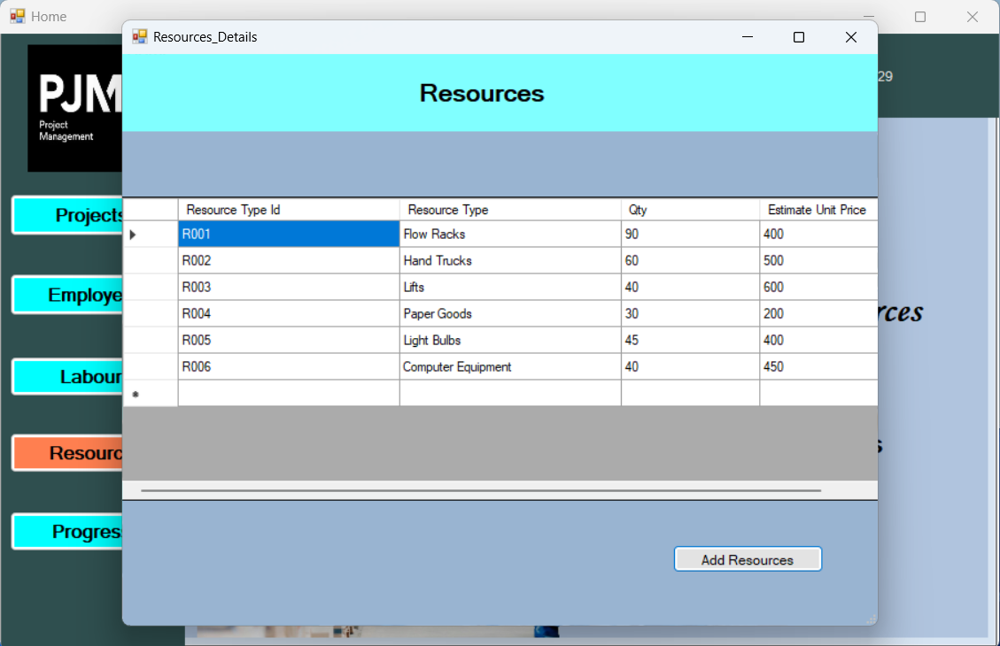 Home
Resources_Details
PJM
Project
Management
29
Resources
Projects
Resource Type Id Resource Type Qty Estimate Unit Price
R001 Flow Racks 90 400
R002 Hand Trucks 60 500
R003 Lifts 40 600
R004 Paper Goods 30 200
R005 Light Bulbs 45 400
R006 Computer Equipment 40 450
*
Employe
rces
Labour
Resourc
s
Progres
Add Resources